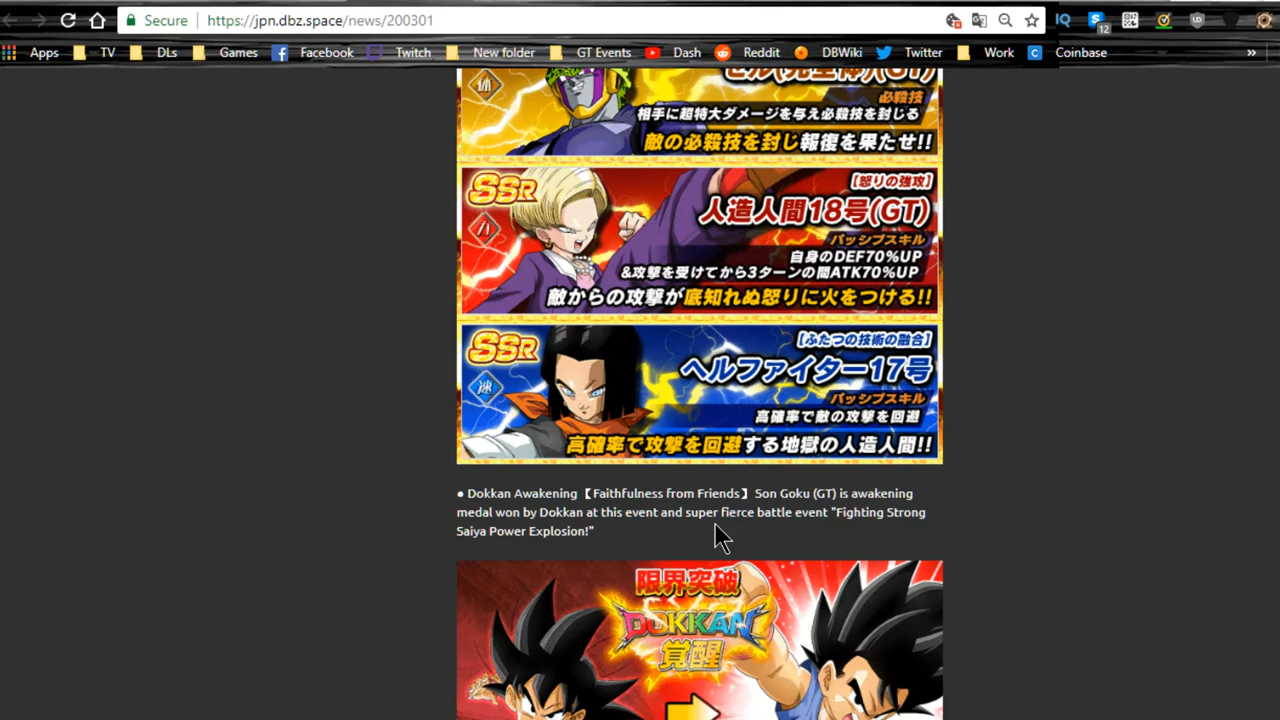 Secure https://jpn.dbz.space/news/200301
Apps TV DLs Games Facebook Twitch New folder GT Events Dash Reddit DBWiki Twitter Work Coinbase »
セル(完全体)(GT)
必殺技
相手に超特大ダメージを与え必殺技を封じる
敵の必殺技を封じ報復を果たせ!!
SSR
【怒りの強攻】
人造人間18号(GT)
パッシブスキル
自身のDEF70%UP
&攻撃を受けてから3ターンの間ATK70%UP
敵からの攻撃が底知れぬ怒りに火をつける!!
SSR
【ふたつの技術の融合】
ヘルファイター17号
速
パッシブスキル
高確率で敵の攻撃を回避
高確率で攻撃を回避する地獄の人造人間!!
● Dokkan Awakening 【Faithfulness from Friends】 Son Goku (GT) is awakening
medal won by Dokkan at this event and super fierce battle event "Fighting Strong
Saiya Power Explosion!"
限界突破
DOKKAN
覚醒